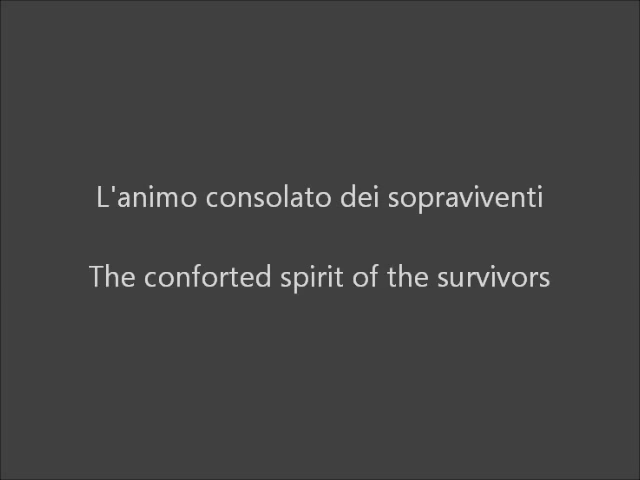 L'animo consolato dei sopraviventi
The conforted spirit of the survivors